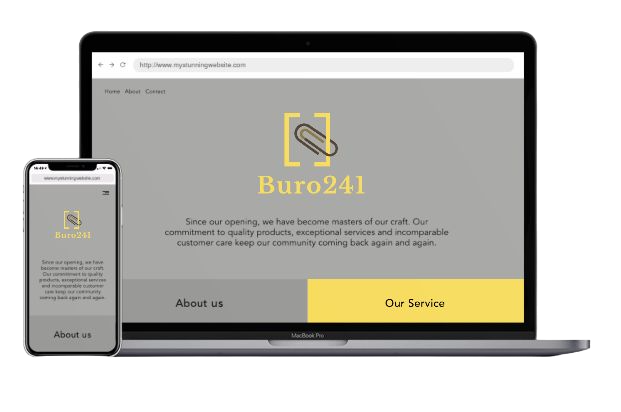 http://www.mystunningwebsite.com
Home About Contact
Buro241
Since our opening, we have become masters of our craft. Our
commitment to quality products, exceptional services and incomparable
customer care keep our community coming back again and again.
About us
Our Service
MacBook Pro
www.mystunningwebsite.com
Buro241
Since our opening, we have
become masters of our craft.
Our commitment to quality
products, exceptional services
and incomparable customer
care keep our community
coming back again and again.
About us